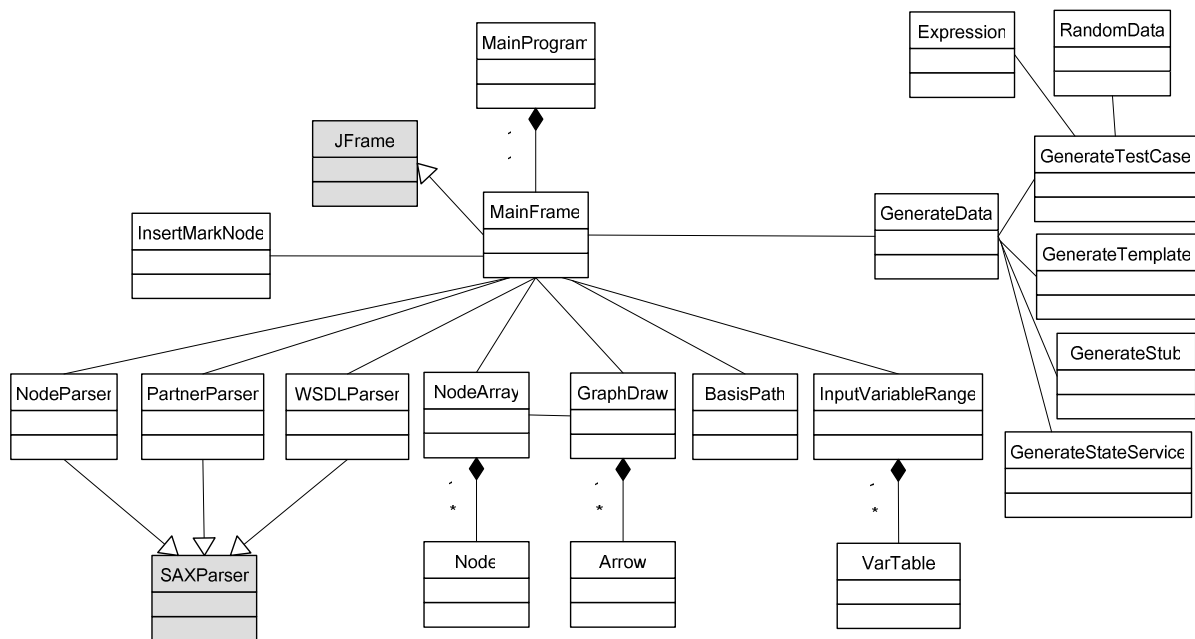 MainProgram
Expression
RandomData
JFrame
GenerateTestCase
MainFrame
GenerateData
InsertMarkNode
GenerateTemplate
GenerateStub
NodeParser
PartnerParser
WSDLParser
NodeArray
GraphDraw
BasisPath
InputVariableRange
GenerateStateService
*
*
*
Node
Arrow
VarTable
SAXParser